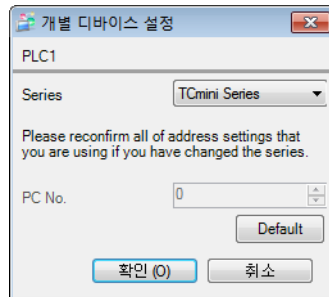 개별 디바이스 설정
PLC1
Series
TCmini Series
Please reconfirm all of address settings that
you are using if you have changed the series.
PC No.
0
Default
확인 (O)
취소